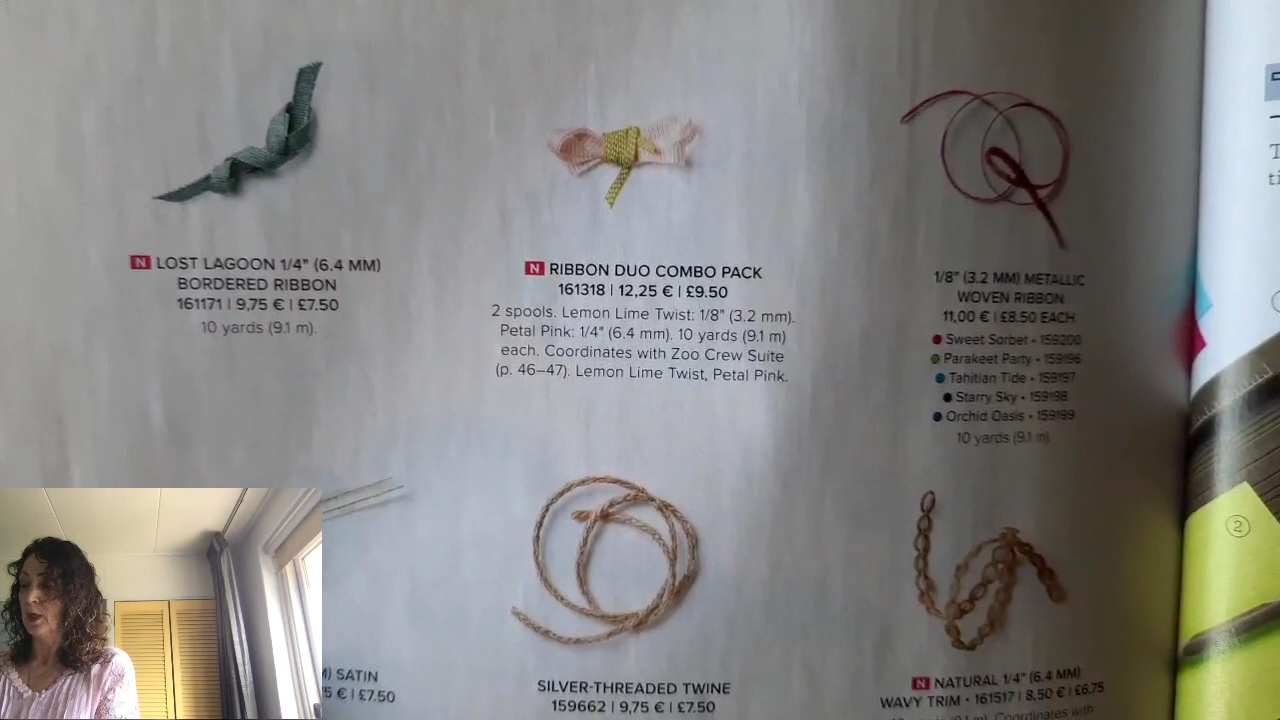 N LOST LAGOON 1/4" (6.4 MM)
BORDERED RIBBON
161171 | 9,75 € | £7.50
10 yards (9.1 m).
N RIBBON DUO COMBO PACK
161318 | 12,25 € | £9.50
2 spools. Lemon Lime Twist: 1/8" (3.2 mm).
Petal Pink: 1/4" (6.4 mm). 10 yards (9.1 m)
each. Coordinates with Zoo Crew Suite
(p. 46–47). Lemon Lime Twist, Petal Pink.
1/8" (3.2 MM) METALLIC
WOVEN RIBBON
11,00 € | £8.50 EACH
Sweet Sorbet • 159200
Parakeet Party • 159196
Tahitian Tide • 159197
Starry Sky • 159198
Orchid Oasis • 159199
10 yards (9.1 m)
M) SATIN
5 € | £7.50
SILVER-THREADED TWINE
159662 | 9,75 € | £7.50
N NATURAL 1/4" (6.4 MM)
WAVY TRIM • 161517 | 8,50 € | £6.75
Coordinates with
2